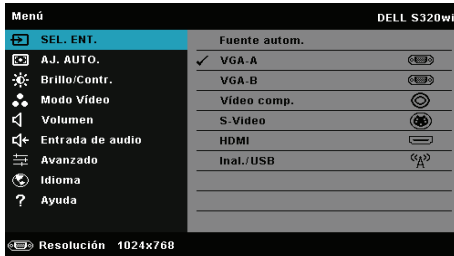 Menú
DELL S320wi
SEL. ENT.
AJ. AUTO.
Brillo/Contr.
Modo Vídeo
Volumen
Entrada de audio
Avanzado
Idioma
Ayuda
Fuente autom.
VGA-A
VGA-B
Vídeo comp.
S-Video
HDMI
Inal./USB
Resolución 1024x768